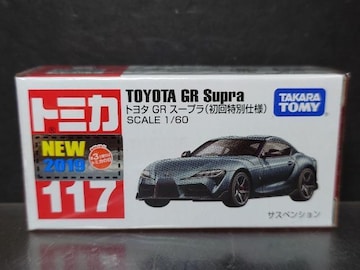 トミカ
NEW
2019
117
TOYOTA GR Supra
トヨタ GR スープラ(初回特別仕様)
SCALE 1/60
TAKARA
TOMY
サスペンション